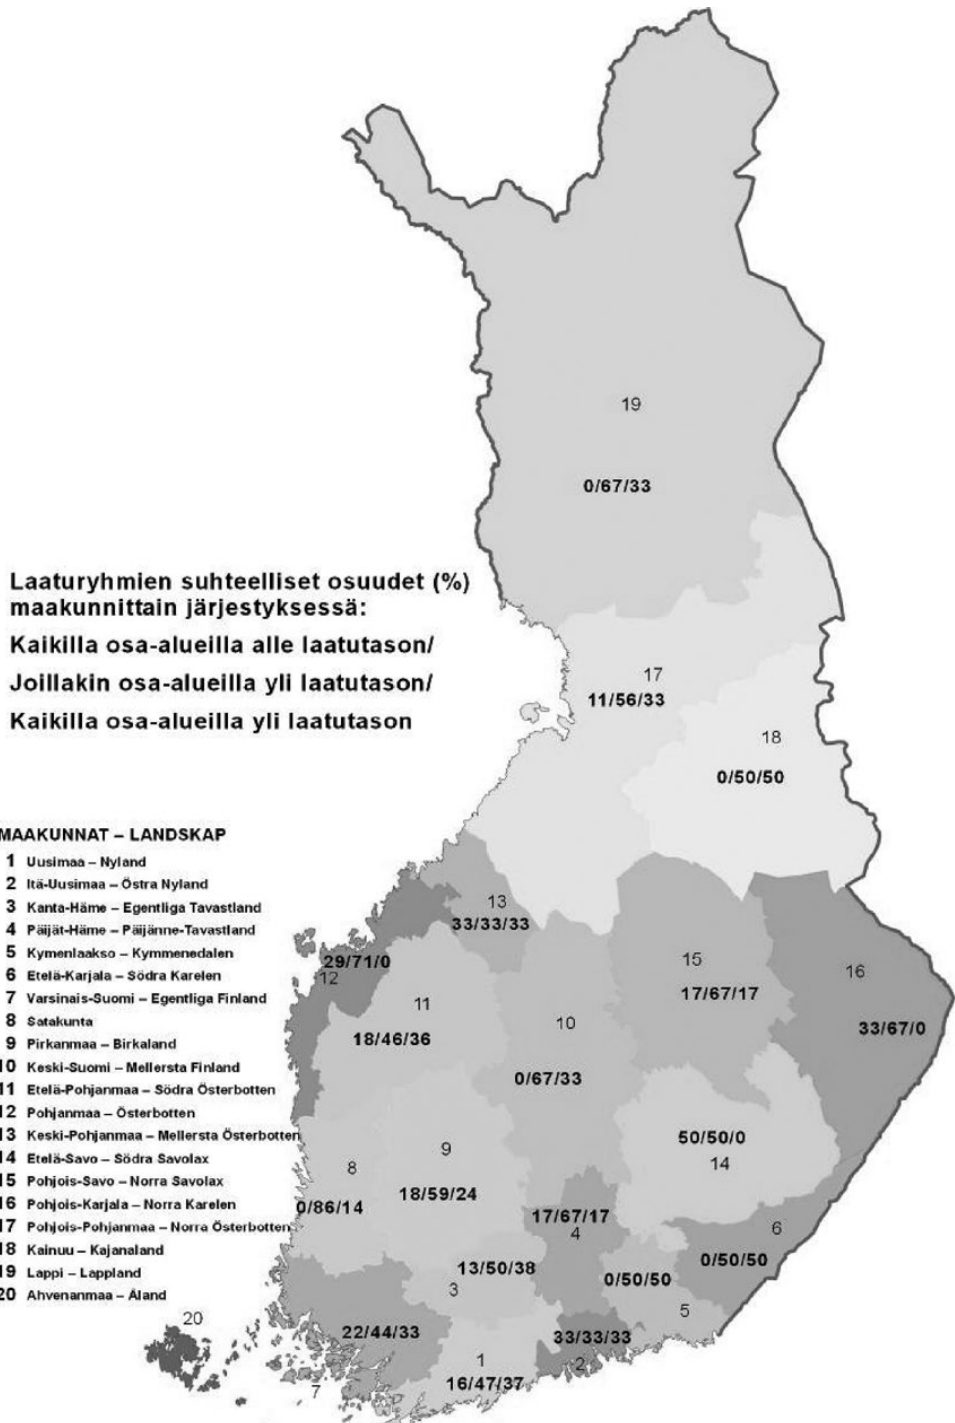 19
0/67/33
Laaturyhmien suhteelliset osuudet (%)
maakunnittain järjestyksessä:
Kaikilla osa-alueilla alle laatutason/
Joillakin osa-alueilla yli laatutason/
Kaikilla osa-alueilla yli laatutason
17
11/56/33
18
0/50/50
MAAKUNNAT – LANDSKAP
1 Uusimaa – Nyland
2 Itä-Uusimaa – Östra Nyland
3 Kanta-Häme – Egentliga Tavastland
4 Päijät-Häme – Päijänne-Tavastland
5 Kymenlaakso – Kymmenedalen
6 Etelä-Karjala – Södra Karelen
7 Varsinais-Suomi – Egentliga Finland
8 Satakunta
9 Pirkanmaa – Birkaland
10 Keski-Suomi – Mellersta Finland
11 Etelä-Pohjanmaa – Södra Österbotten
12 Pohjanmaa – Österbotten
13 Keski-Pohjanmaa – Mellersta Österbotten
14 Etelä-Savo – Södra Savolax
15 Pohjois-Savo – Norra Savolax
16 Pohjois-Karjala – Norra Karelen
17 Pohjois-Pohjanmaa – Norra Österbotten
18 Kainuu – Kajanaland
19 Lappi – Lappland
20 Ahvenanmaa – Åland
13
33/33/33
29/71/0
12
15
17/67/17
16
33/67/0
11
18/46/36
10
0/67/33
50/50/0
14
9
18/59/24
8
0/86/14
17/67/17
4
6
0/50/50
13/50/38
3
0/50/50
5
20
22/44/33
7
33/33/33
2
1
16/47/37